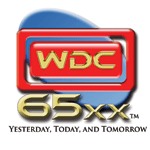 WDC
65xx™
Yesterday, Today, and Tomorrow